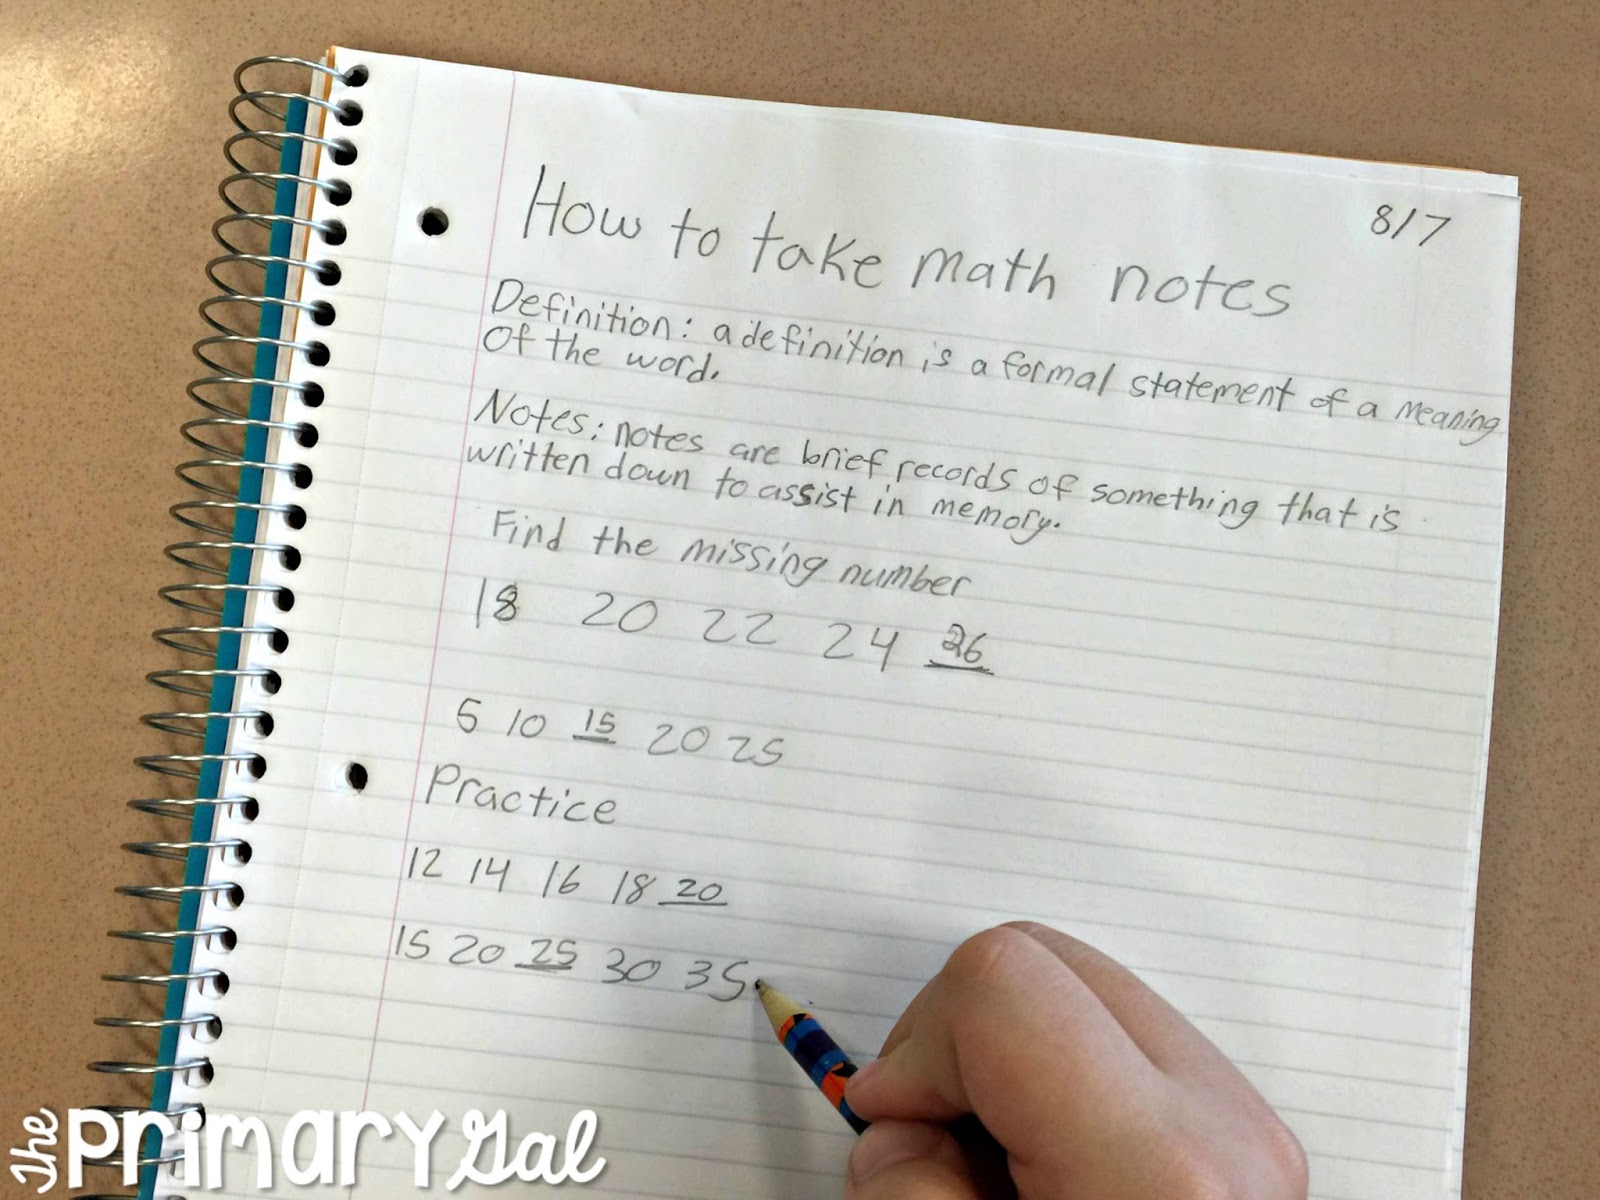 8/7
How to take math notes
Definition: a definition is a formal statement of a meaning
Of the word.
Notes: notes are brief records of something that is
written down to assist in memory.
Find the missing number
18 20 22 24 26
5 10 15 20 25
Practice
12 14 16 18 20
15 20 25 30 35
The PRIMARY Gal